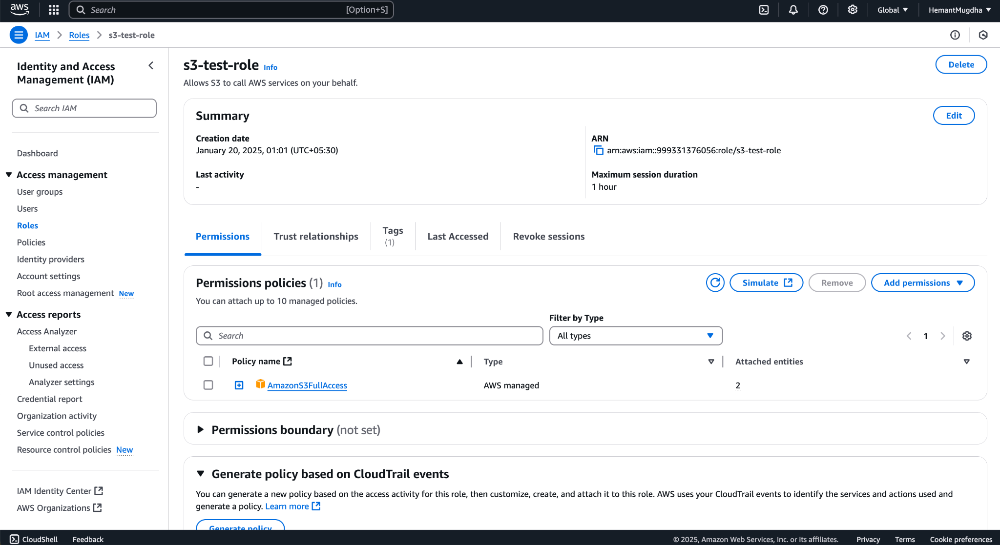 aws
Search [Option+S]
Global
HemantMugdha
IAM > Roles > s3-test-role
Identity and Access
Management (IAM)
Search IAM
Dashboard
Access management
User groups
Users
Roles
Policies
Identity providers
Account settings
Root access management New
Access reports
Access Analyzer
External access
Unused access
Analyzer settings
Credential report
Organization activity
Service control policies
Resource control policies New
IAM Identity Center
AWS Organizations
s3-test-role Info
Delete
Allows S3 to call AWS services on your behalf.
Summary
Edit
Creation date
January 20, 2025, 01:01 (UTC+05:30)
ARN
arn:aws:iam::999331376056:role/s3-test-role
Last activity
-
Maximum session duration
1 hour
Permissions
Trust relationships
Tags
(1)
Last Accessed
Revoke sessions
Permissions policies (1) Info
Simulate
Remove
Add permissions
You can attach up to 10 managed policies.
Filter by Type
Search
All types
1
Policy name
Type
Attached entities
AmazonS3FullAccess
AWS managed
2
Permissions boundary (not set)
Generate policy based on CloudTrail events
You can generate a new policy based on the access activity for this role, then customize, create, and attach it to this role. AWS uses your CloudTrail events to identify the services and actions used and
generate a policy. Learn more
Generate policy
CloudShell
Feedback
© 2025, Amazon Web Services, Inc. or its affiliates.
Privacy
Terms
Cookie preferences